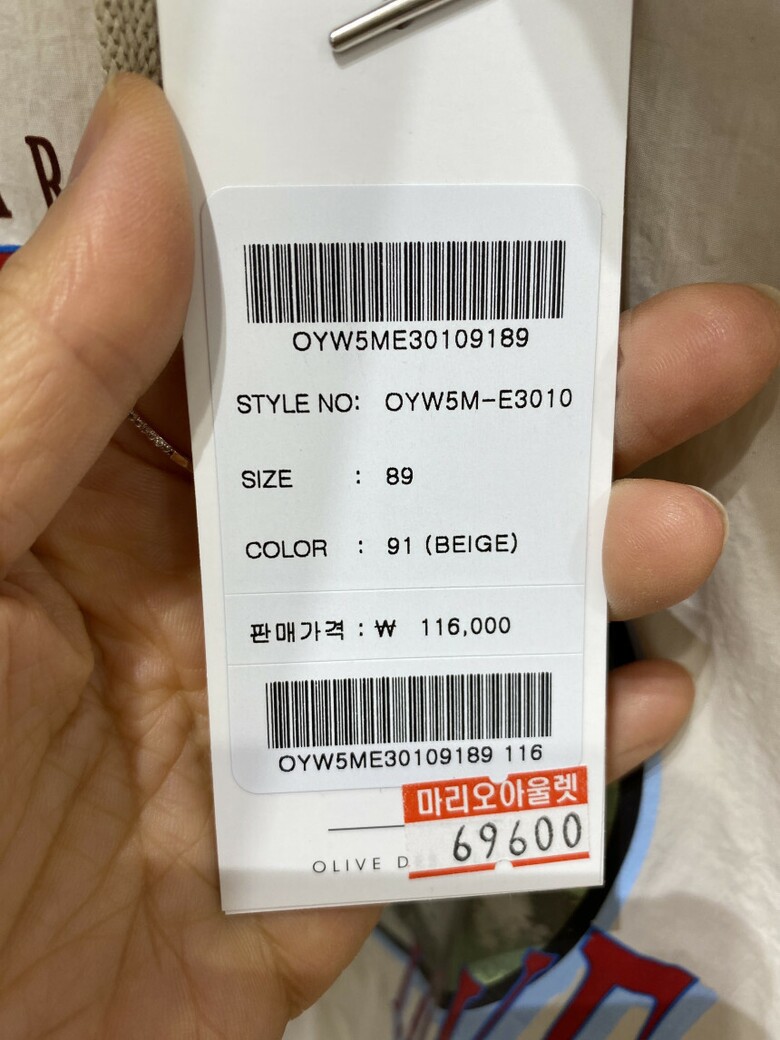 R
OYW5ME30109189
STYLE NO: OYW5M-E3010
SIZE : 89
COLOR : 91 (BEIGE)
판매가격 : ₩ 116,000
OYW5ME30109189 116
마리오아울렛
69600
OLIVE D